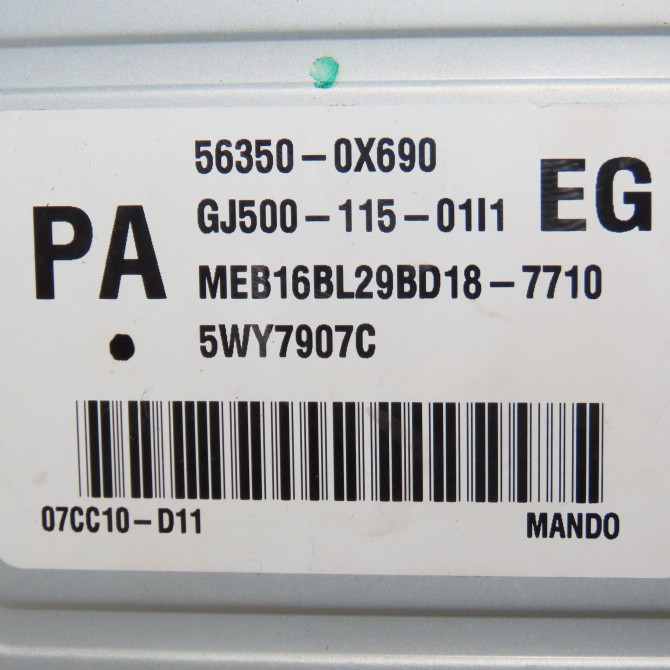 56350-0X690
PA
GJ500-115-01I1
EG
MEB16BL29BD18-7710
5WY7907C
07CC10-D11
MANDO